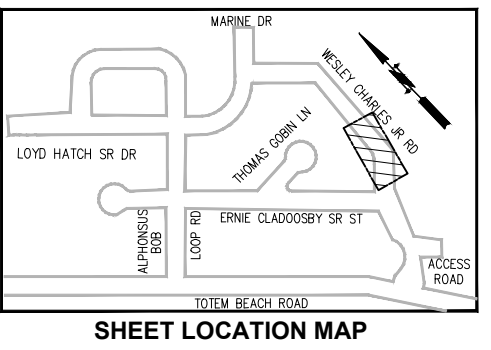 MARINE DR
WESLEY CHARLES JR RD
THOMAS GOBIN LN
LOYD HATCH SR DR
ALPHONSUS
BOB
LOOP RD
ERNIE CLADOOSBY SR ST
ACCESS
ROAD
TOTEM BEACH ROAD
SHEET LOCATION MAP